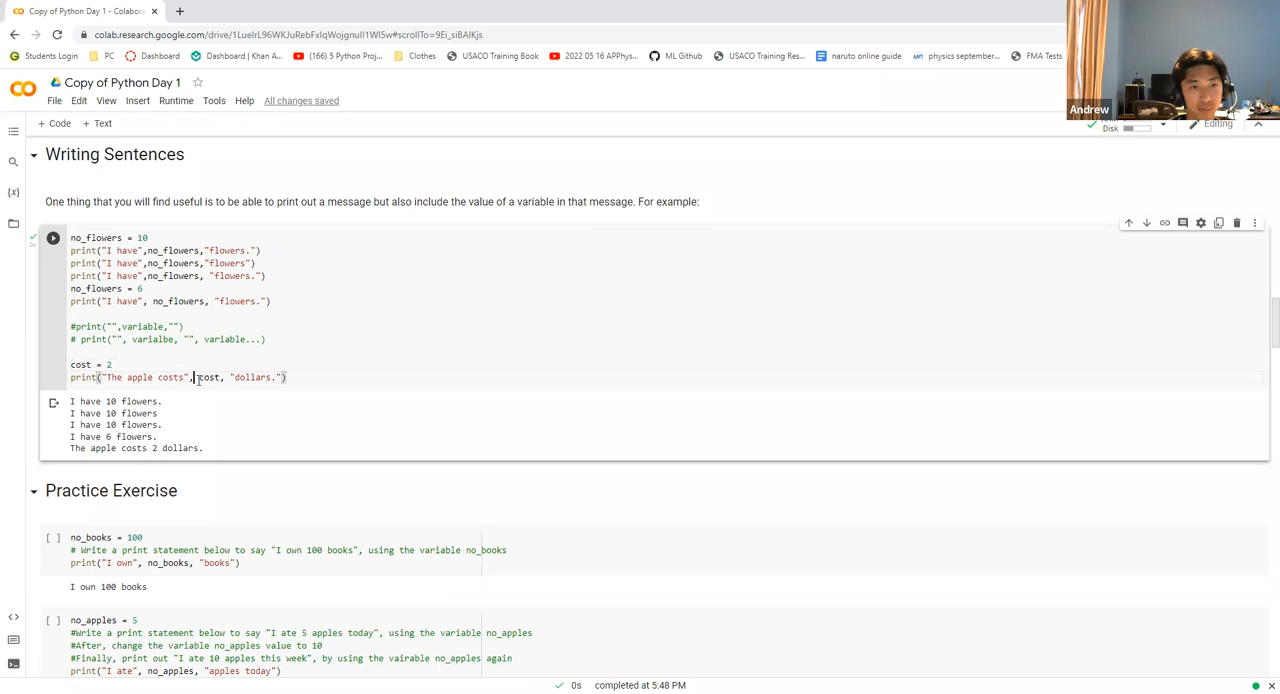 Copy of Python Day 1 - Colabora
colab.research.google.com/drive/1LueIrL96WKJuRebFxlqWojgnulI1WI5w#scrollTo=9Ei_siBAIKjs
Students Login PC Dashboard Dashboard | Khan A... (166) 5 Python Proj... Clothes USACO Training Book 2022 05 16 APPhys... ML Github USACO Training Res... naruto online guide physics september... FMA Tests
Copy of Python Day 1
File Edit View Insert Runtime Tools Help All changes saved
Andrew
+ Code + Text
Disk
Editing
Writing Sentences
One thing that you will find useful is to be able to print out a message but also include the value of a variable in that message. For example:
no_flowers = 10
print("I have",no_flowers,"flowers.")
print("I have",no_flowers,"flowers")
print("I have",no_flowers, "flowers.")
no_flowers = 6
print("I have", no_flowers, "flowers.")
#print("",variable,"")
# print("", varialbe, "", variable...)
cost = 2
print("The apple costs", cost, "dollars.")
I have 10 flowers.
I have 10 flowers
I have 10 flowers.
I have 6 flowers.
The apple costs 2 dollars.
Practice Exercise
[ ] no_books = 100
# Write a print statement below to say "I own 100 books", using the variable no_books
print("I own", no_books, "books")
I own 100 books
[ ] no_apples = 5
#Write a print statement below to say "I ate 5 apples today", using the variable no_apples
#After, change the variable no_apples value to 10
#Finally, print out "I ate 10 apples this week", by using the vairable no_apples again
print("I ate", no_apples, "apples today")
0s completed at 5:48 PM